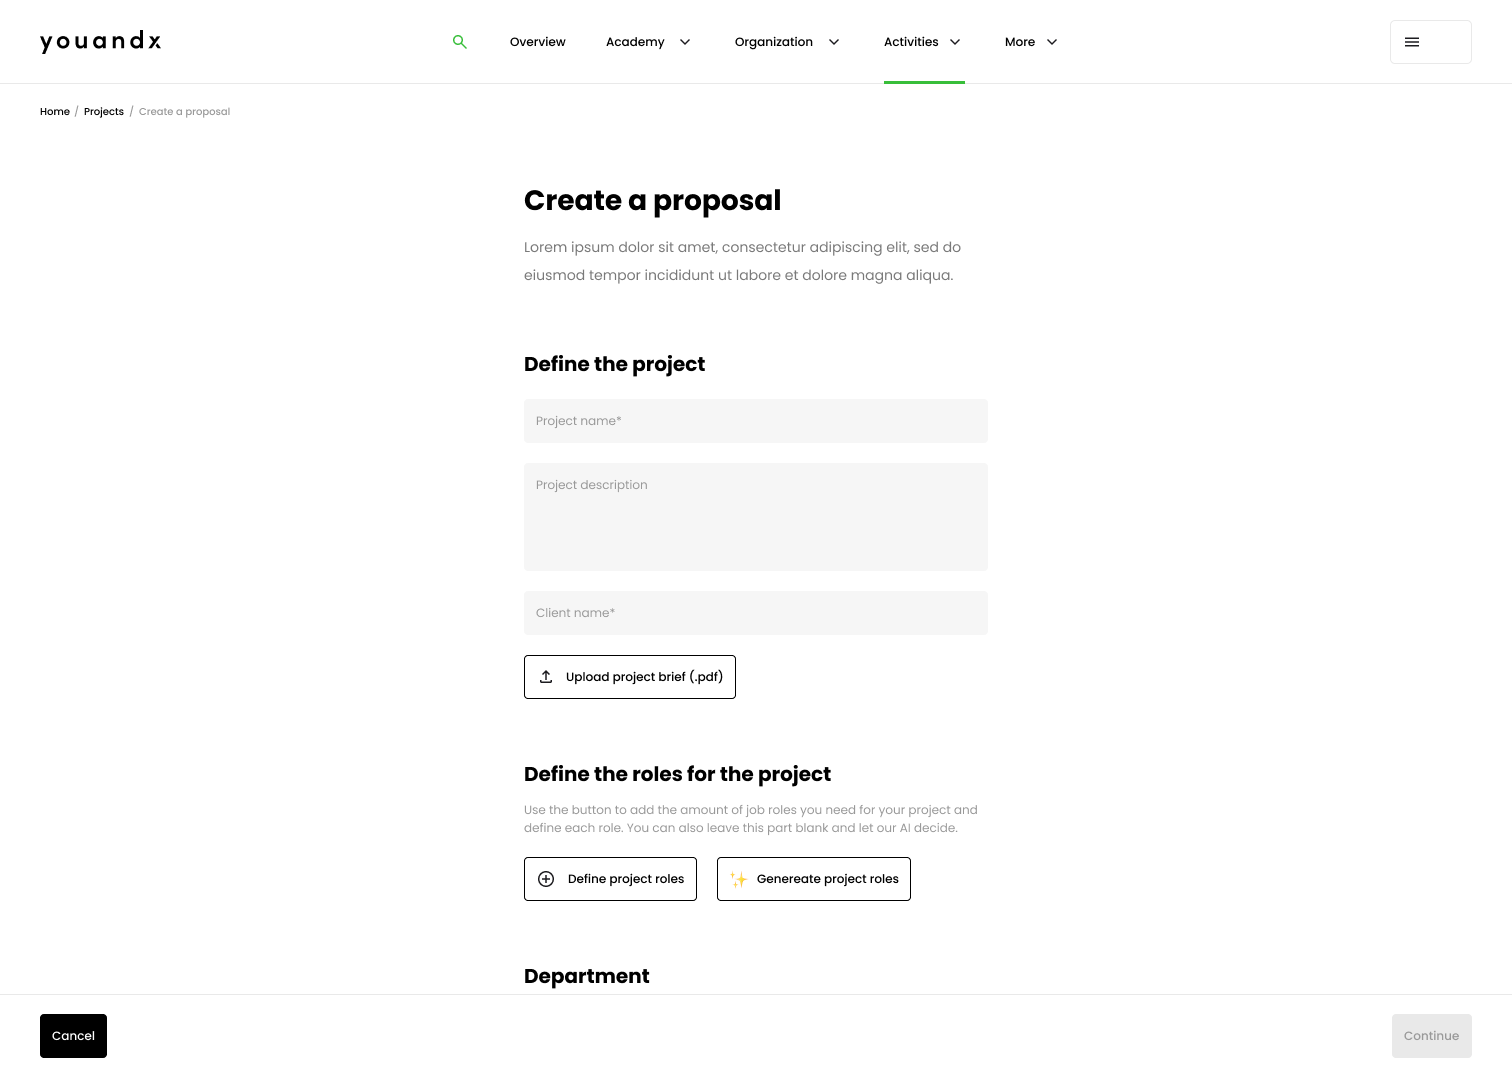 youandx
Overview
Academy
Organization
Activities
More
Home / Projects / Create a proposal
Create a proposal
Lorem ipsum dolor sit amet, consectetur adipiscing elit, sed do
eiusmod tempor incididunt ut labore et dolore magna aliqua.
Define the project
Project name*
Project description
Client name*
Upload project brief (.pdf)
Define the roles for the project
Use the button to add the amount of job roles you need for your project and
define each role. You can also leave this part blank and let our AI decide.
Define project roles
Genereate project roles
Department
Cancel
Continue